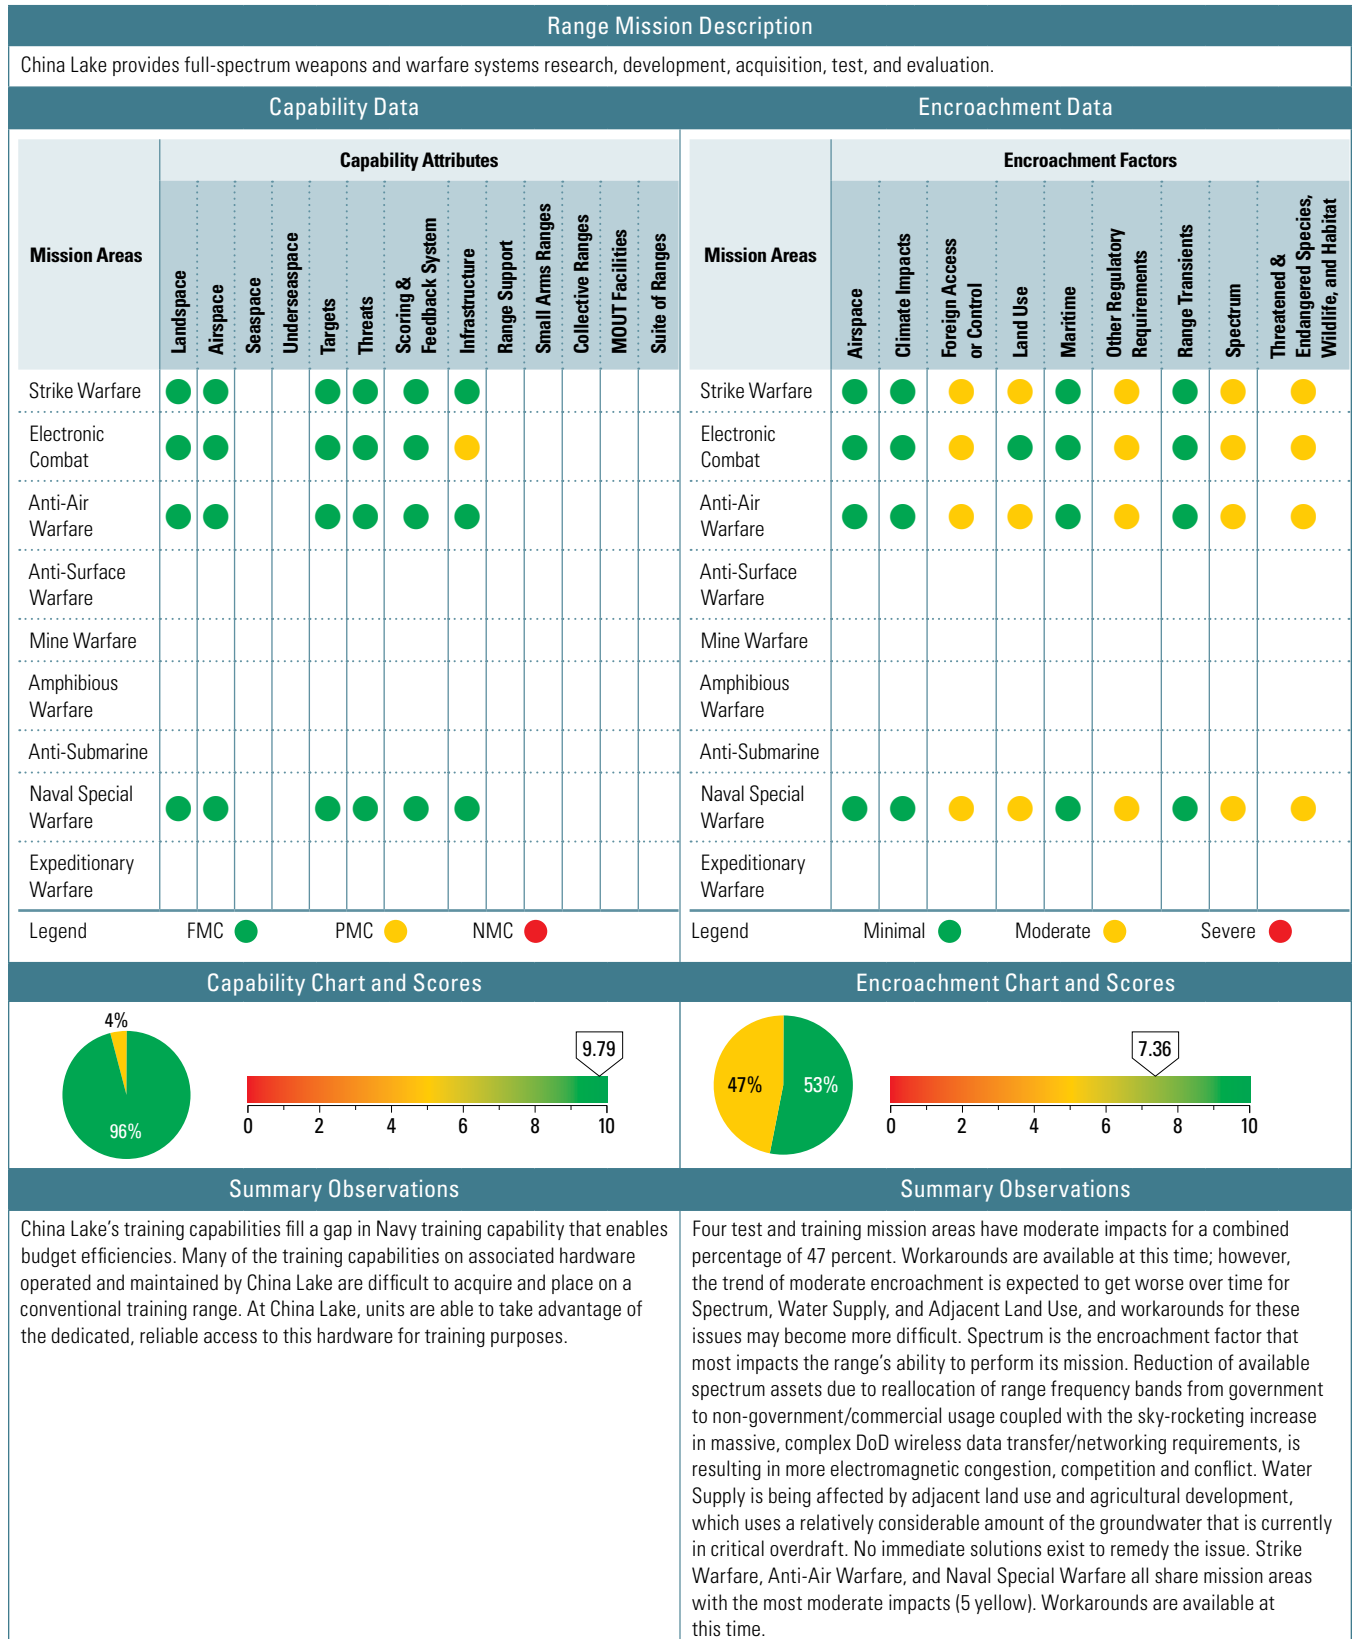 Range Mission Description
China Lake provides full-spectrum weapons and warfare systems research, development, acquisition, test, and evaluation.
Capability Data
Mission Areas
Capability Attributes
Landspace
Airspace
Seaspace
Underseaspace
Targets
Threats
Scoring &
Feedback System
Infrastructure
Range Support
Small Arms Ranges
Collective Ranges
MOUT Facilities
Suite of Ranges
Strike Warfare
Electronic
Combat
Anti-Air
Warfare
Anti-Surface
Warfare
Mine Warfare
Amphibious
Warfare
Anti-Submarine
Naval Special
Warfare
Expeditionary
Warfare
Legend FMC PMC NMC
Encroachment Data
Mission Areas
Encroachment Factors
Airspace
Climate Impacts
Foreign Access
or Control
Land Use
Maritime
Other Regulatory
Requirements
Range Transients
Spectrum
Threatened &
Endangered Species,
Wildlife, and Habitat
Strike Warfare
Electronic
Combat
Anti-Air
Warfare
Anti-Surface
Warfare
Mine Warfare
Amphibious
Warfare
Anti-Submarine
Naval Special
Warfare
Expeditionary
Warfare
Legend Minimal Moderate Severe
Capability Chart and Scores
4%
96%
9.79
0 2 4 6 8 10
Encroachment Chart and Scores
47% 53%
7.36
0 2 4 6 8 10
Summary Observations
China Lake's training capabilities fill a gap in Navy training capability that enables
budget efficiencies. Many of the training capabilities on associated hardware
operated and maintained by China Lake are difficult to acquire and place on a
conventional training range. At China Lake, units are able to take advantage of
the dedicated, reliable access to this hardware for training purposes.
Summary Observations
Four test and training mission areas have moderate impacts for a combined
percentage of 47 percent. Workarounds are available at this time; however,
the trend of moderate encroachment is expected to get worse over time for
Spectrum, Water Supply, and Adjacent Land Use, and workarounds for these
issues may become more difficult. Spectrum is the encroachment factor that
most impacts the range's ability to perform its mission. Reduction of available
spectrum assets due to reallocation of range frequency bands from government
to non-government/commercial usage coupled with the sky-rocketing increase
in massive, complex DoD wireless data transfer/networking requirements, is
resulting in more electromagnetic congestion, competition and conflict. Water
Supply is being affected by adjacent land use and agricultural development,
which uses a relatively considerable amount of the groundwater that is currently
in critical overdraft. No immediate solutions exist to remedy the issue. Strike
Warfare, Anti-Air Warfare, and Naval Special Warfare all share mission areas
with the most moderate impacts (5 yellow). Workarounds are available at
this time.